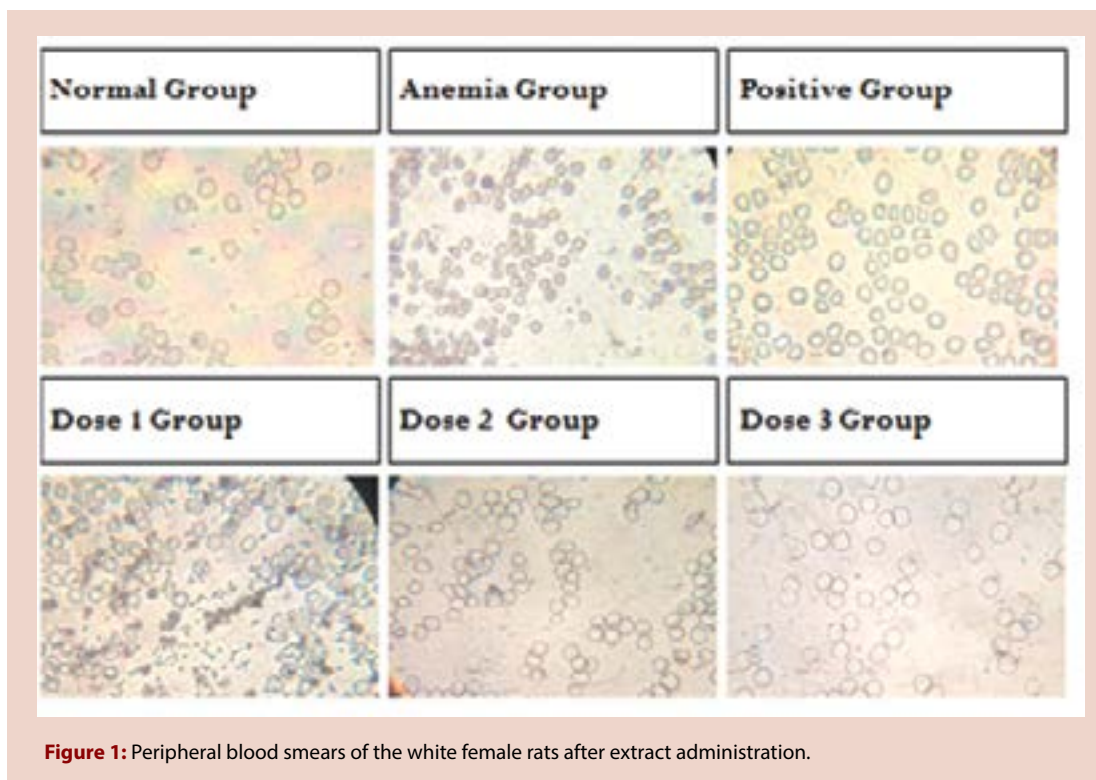 Normal Group
Anemia Group
Positive Group
Dose 1 Group
Dose 2 Group
Dose 3 Group
Figure 1: Peripheral blood smears of the white female rats after extract administration.